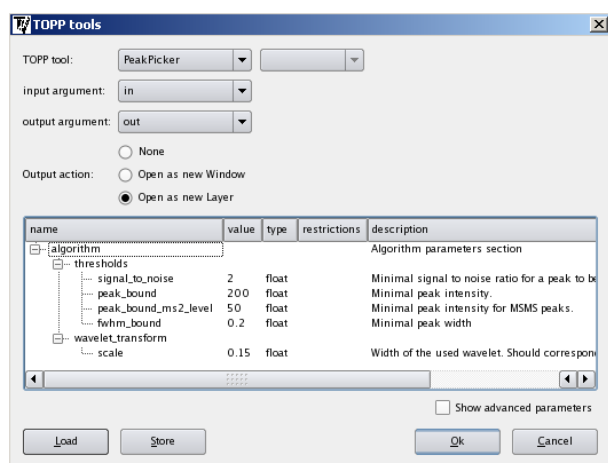 TOPP tools
TOPP tool: PeakPicker
input argument: in
output argument: out
None
Output action: Open as new Window
Open as new Layer
name value type restrictions description
algorithm Algorithm parameters section
thresholds
signal_to_noise 2 float Minimal signal to noise ratio for a peak to be
peak_bound 200 float Minimal peak intensity.
peak_bound_ms2_level 50 float Minimal peak intensity for MSMS peaks.
fwhm_bound 0.2 float Minimal peak width
wavelet_transform
scale 0.15 float Width of the used wavelet. Should correspon
Show advanced parameters
Load Store Ok Cancel